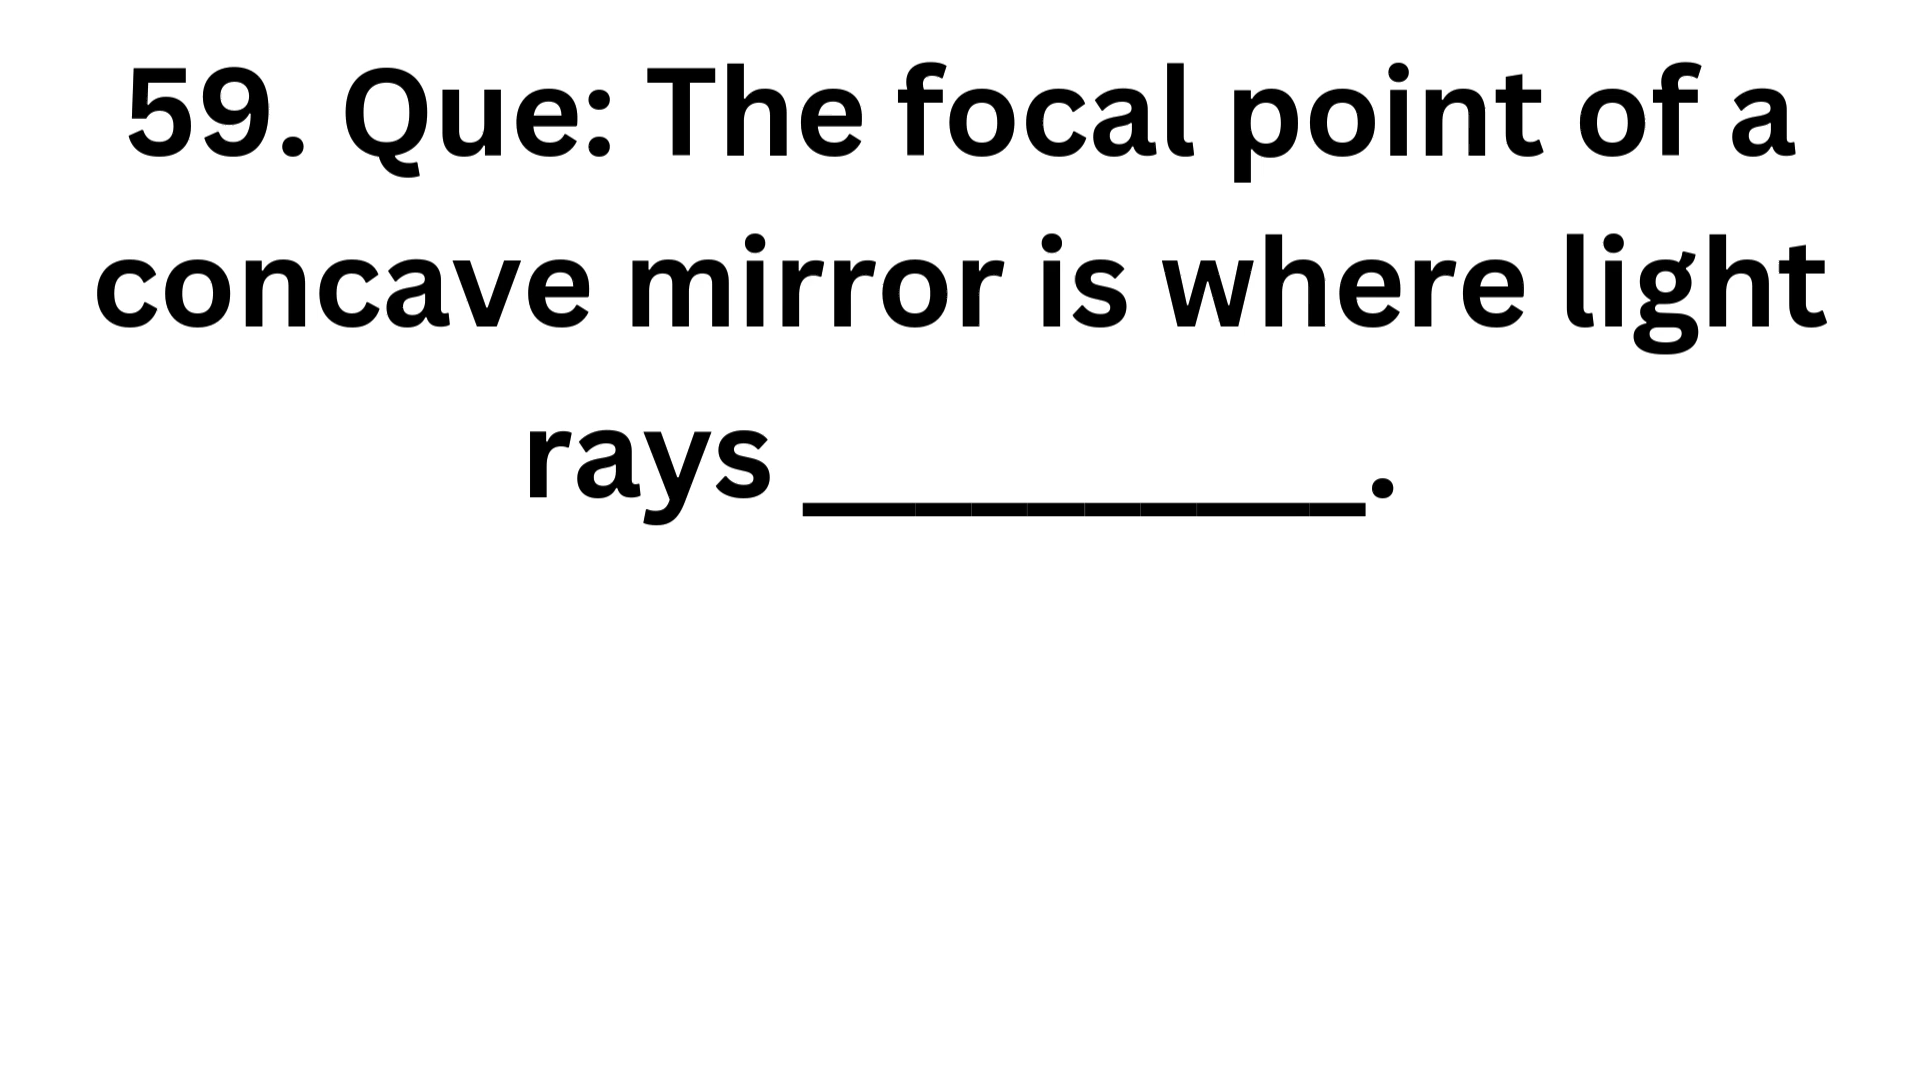 59. Que: The focal point of a
concave mirror is where light
rays __________.